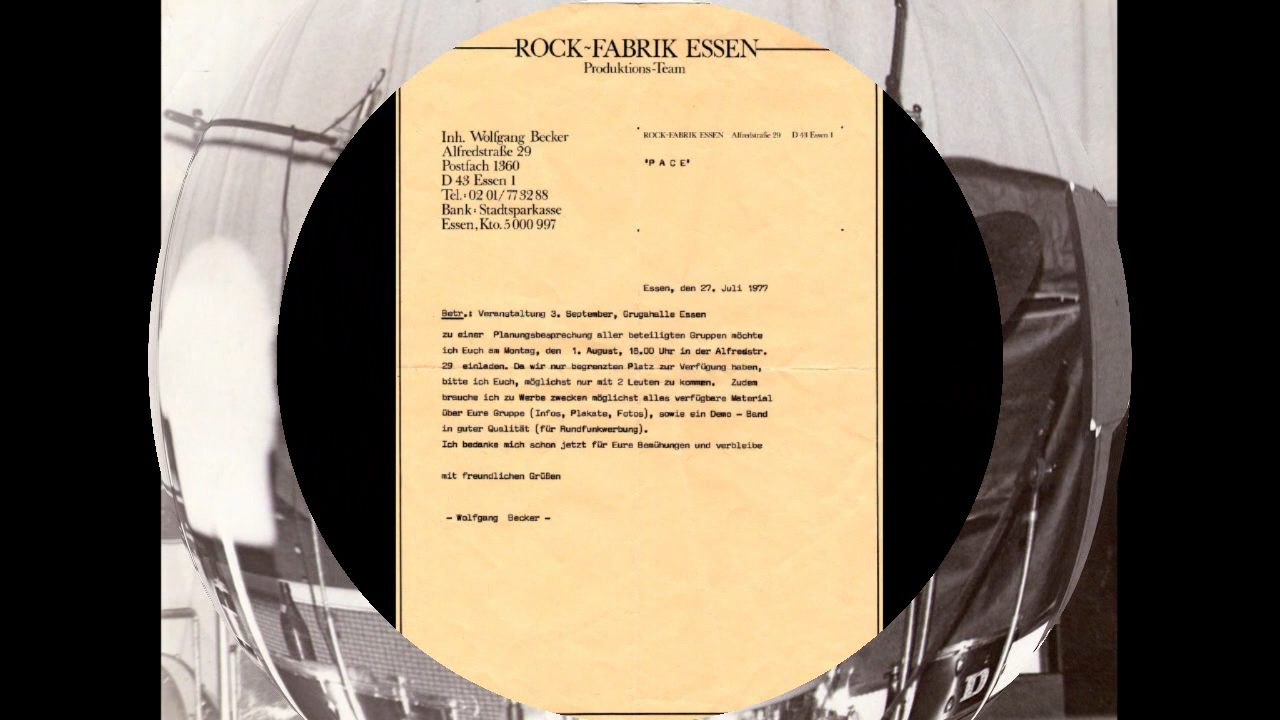 ROCK-FABRIK ESSEN
Produktions-Team
Inh. Wolfgang Becker
Alfredstraße 29
Postfach 1360
D 43 Essen 1
Tel.: 02 01/77 32 88
Bank: Stadtsparkasse
Essen, Kto. 5 000 997
ROCK-FABRIK ESSEN Alfredstraße 29 D 43 Essen 1
"P A C E"
Essen, den 27. Juli 1977
Betr.: Veranstaltung 3. September, Grugahalle Essen
zu einer Planungsbesprechung aller beteiligten Gruppen möchte
ich Euch am Montag, den 1. August, 18.00 Uhr in der Alfredstr.
29 einladen. Da wir nur begrenzten Platz zur Verfügung haben,
bitte ich Euch, möglichst nur mit 2 Leuten zu kommen. Zudem
brauche ich zu Werbe zwecken möglichst alles verfügbare Material
über Eure Gruppe (Infos, Plakate, Fotos), sowie ein Demo - Band
in guter Qualität (für Rundfunkwerbung).
Ich bedanke mich schon jetzt für Eure Bemühungen und verbleibe
mit freundlichen Grüßen
- Wolfgang Becker -
D